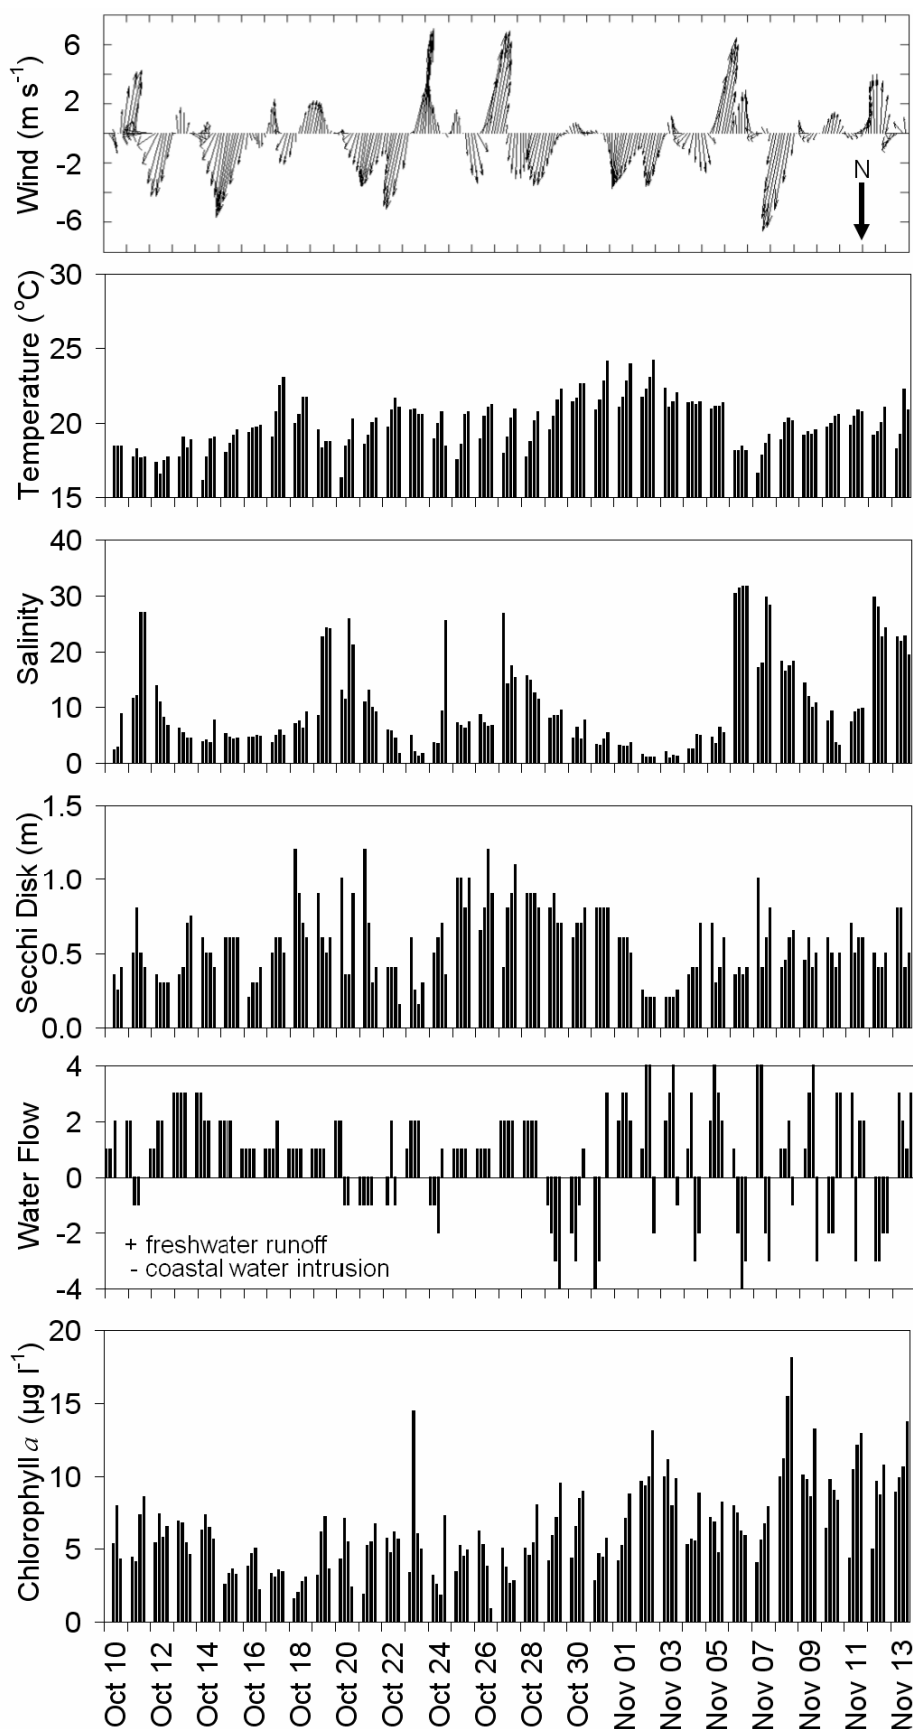 Wind (m s-1)
6
2
-2
-6
N
Temperature (oC)
30
25
20
15
Salinity
40
30
20
10
0
Secchi Disk (m)
1.5
1.0
0.5
0.0
Water Flow
4
2
0
-2
-4
+ freshwater runoff
- coastal water intrusion
Chlorophyll a (µg l-1)
20
15
10
5
0
Oct 10
Oct 12
Oct 14
Oct 16
Oct 18
Oct 20
Oct 22
Oct 24
Oct 26
Oct 28
Oct 30
Nov 01
Nov 03
Nov 05
Nov 07
Nov 09
Nov 11
Nov 13